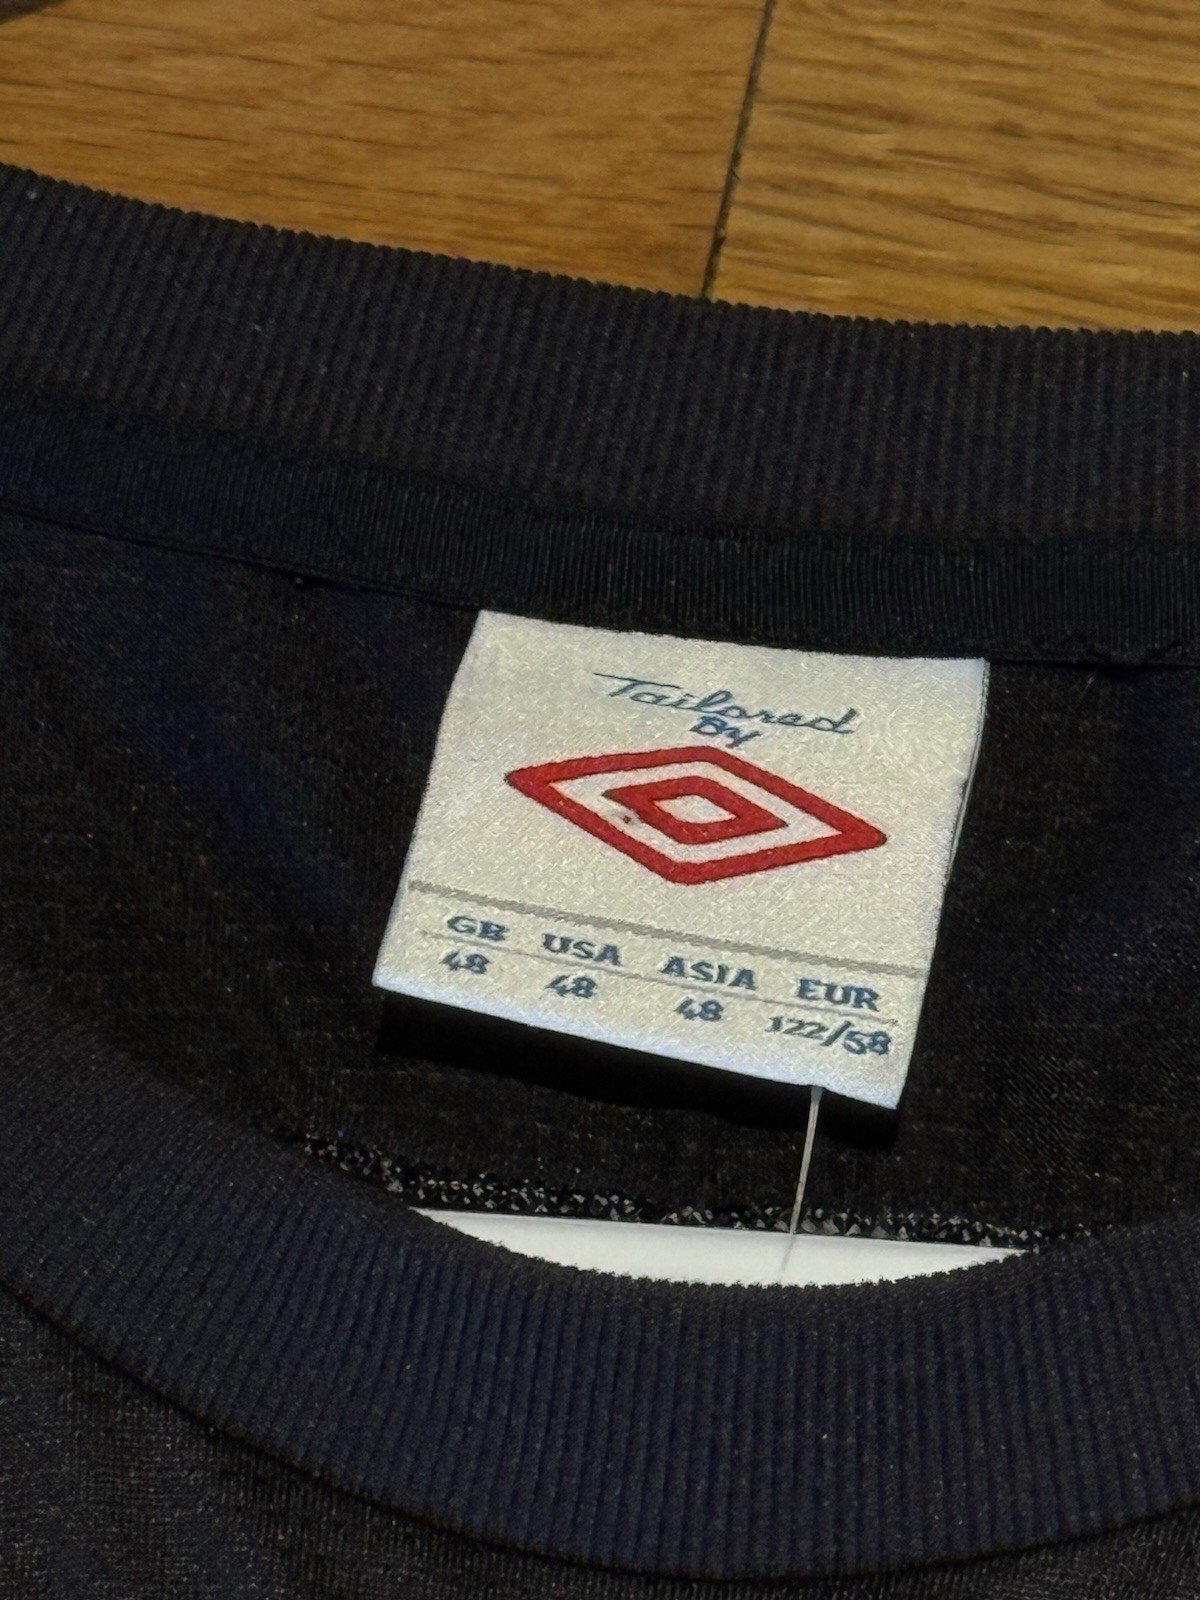 Tailored
By
GB USA ASIA EUR
48 48 48 122/58